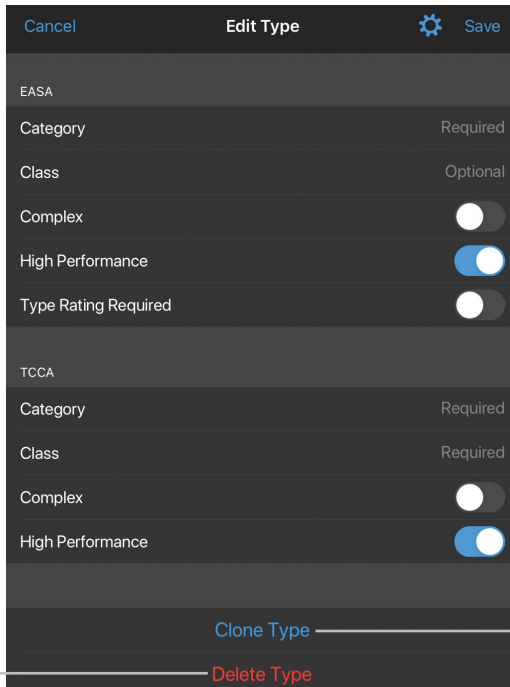 Cancel Edit Type Save
EASA
Category Required
Class Optional
Complex
High Performance
Type Rating Required
TCCA
Category Required
Class Required
Complex
High Performance
Clone Type
Delete Type